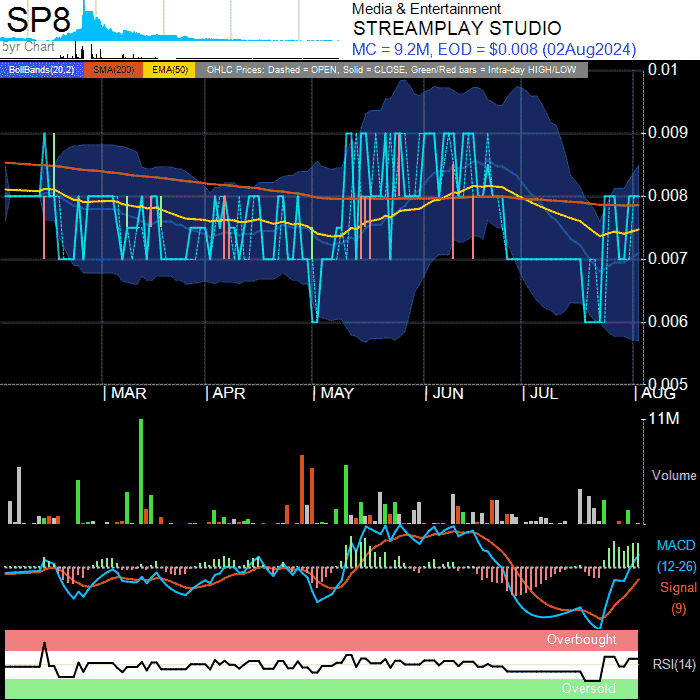 SP8
5yr Chart
Media & Entertainment
STREAMPLAY STUDIO
MC = 9.2M, EOD = $0.008 (02Aug2024)
BollBands(20,2) SMA(200) EMA(50) OHLC Prices: Dashed = OPEN, Solid = CLOSE, Green/Red bars = Intra-day HIGH/LOW
0.01
0.009
0.008
0.007
0.006
0.005
MAR APR MAY JUN JUL AUG
11M
Volume
MACD
(12-26)
Signal
(9)
Overbought
RSI(14)
Oversold